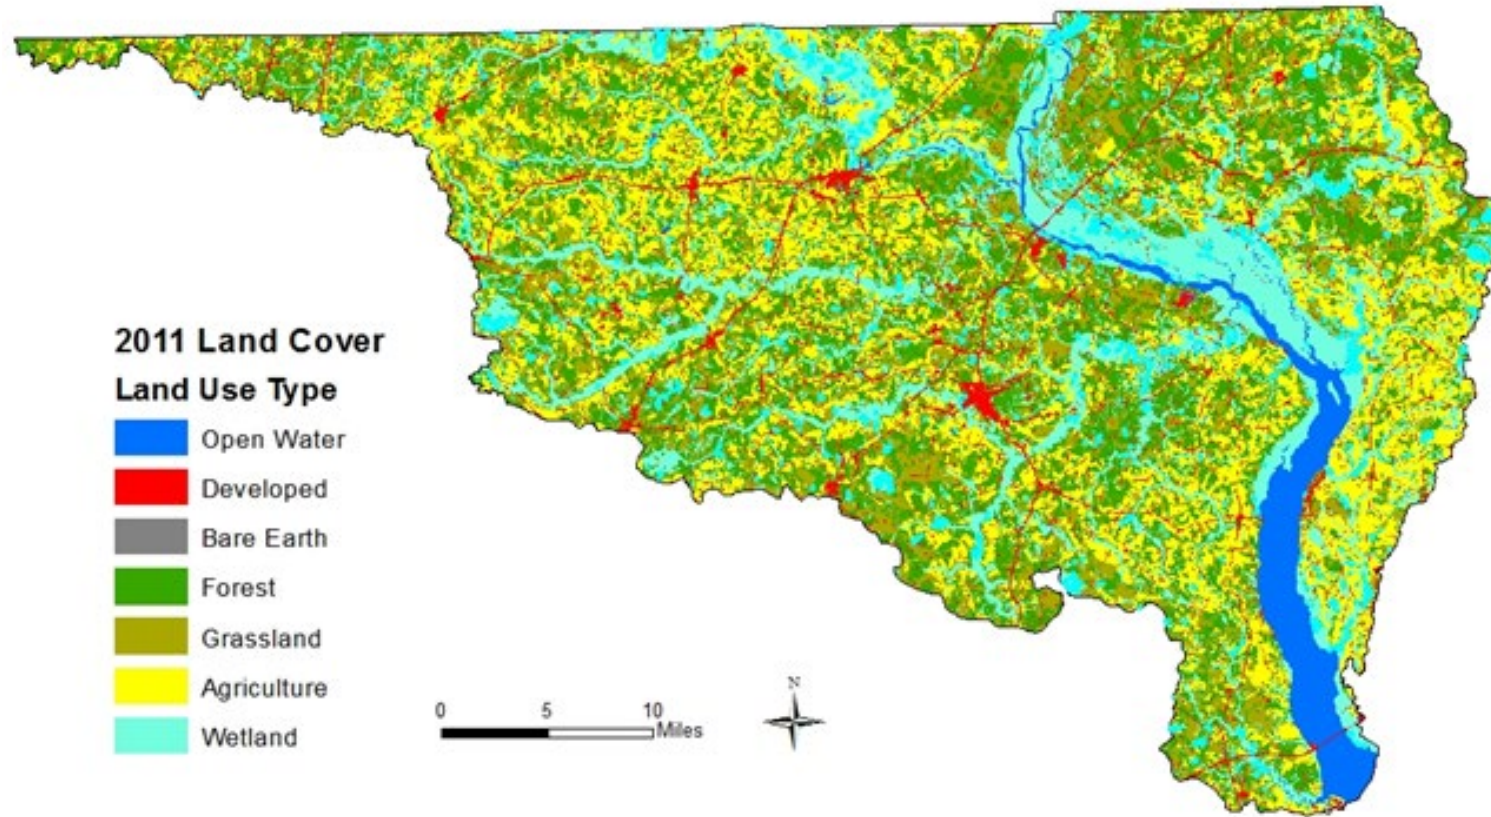 2011 Land Cover
Land Use Type
Open Water
Developed
Bare Earth
Forest
Grassland
Agriculture
Wetland
0 5 10
Miles
N